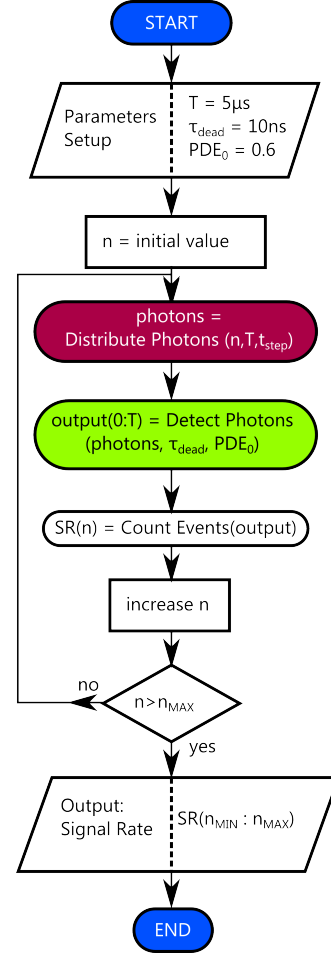 START
Parameters
Setup
T = 5µs
τdead = 10ns
PDE0 = 0.6
n = initial value
photons =
Distribute Photons (n,T,tstep)
output(0:T) = Detect Photons
(photons, τdead, PDE0)
SR(n) = Count Events(output)
increase n
no
n>nMAX
yes
Output:
Signal Rate
SR(nMIN : nMAX)
END